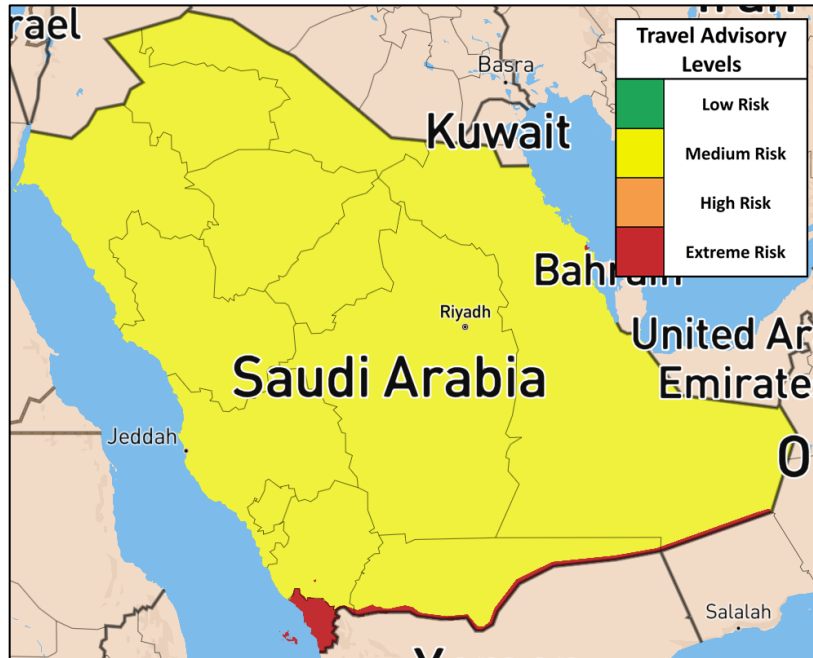 rael
Travel Advisory
Levels
Low Risk
Medium Risk
High Risk
Extreme Risk
Basra
Kuwait
Bahrain
Riyadh
United Ar
Emirate
Saudi Arabia
Jeddah
O
Salalah